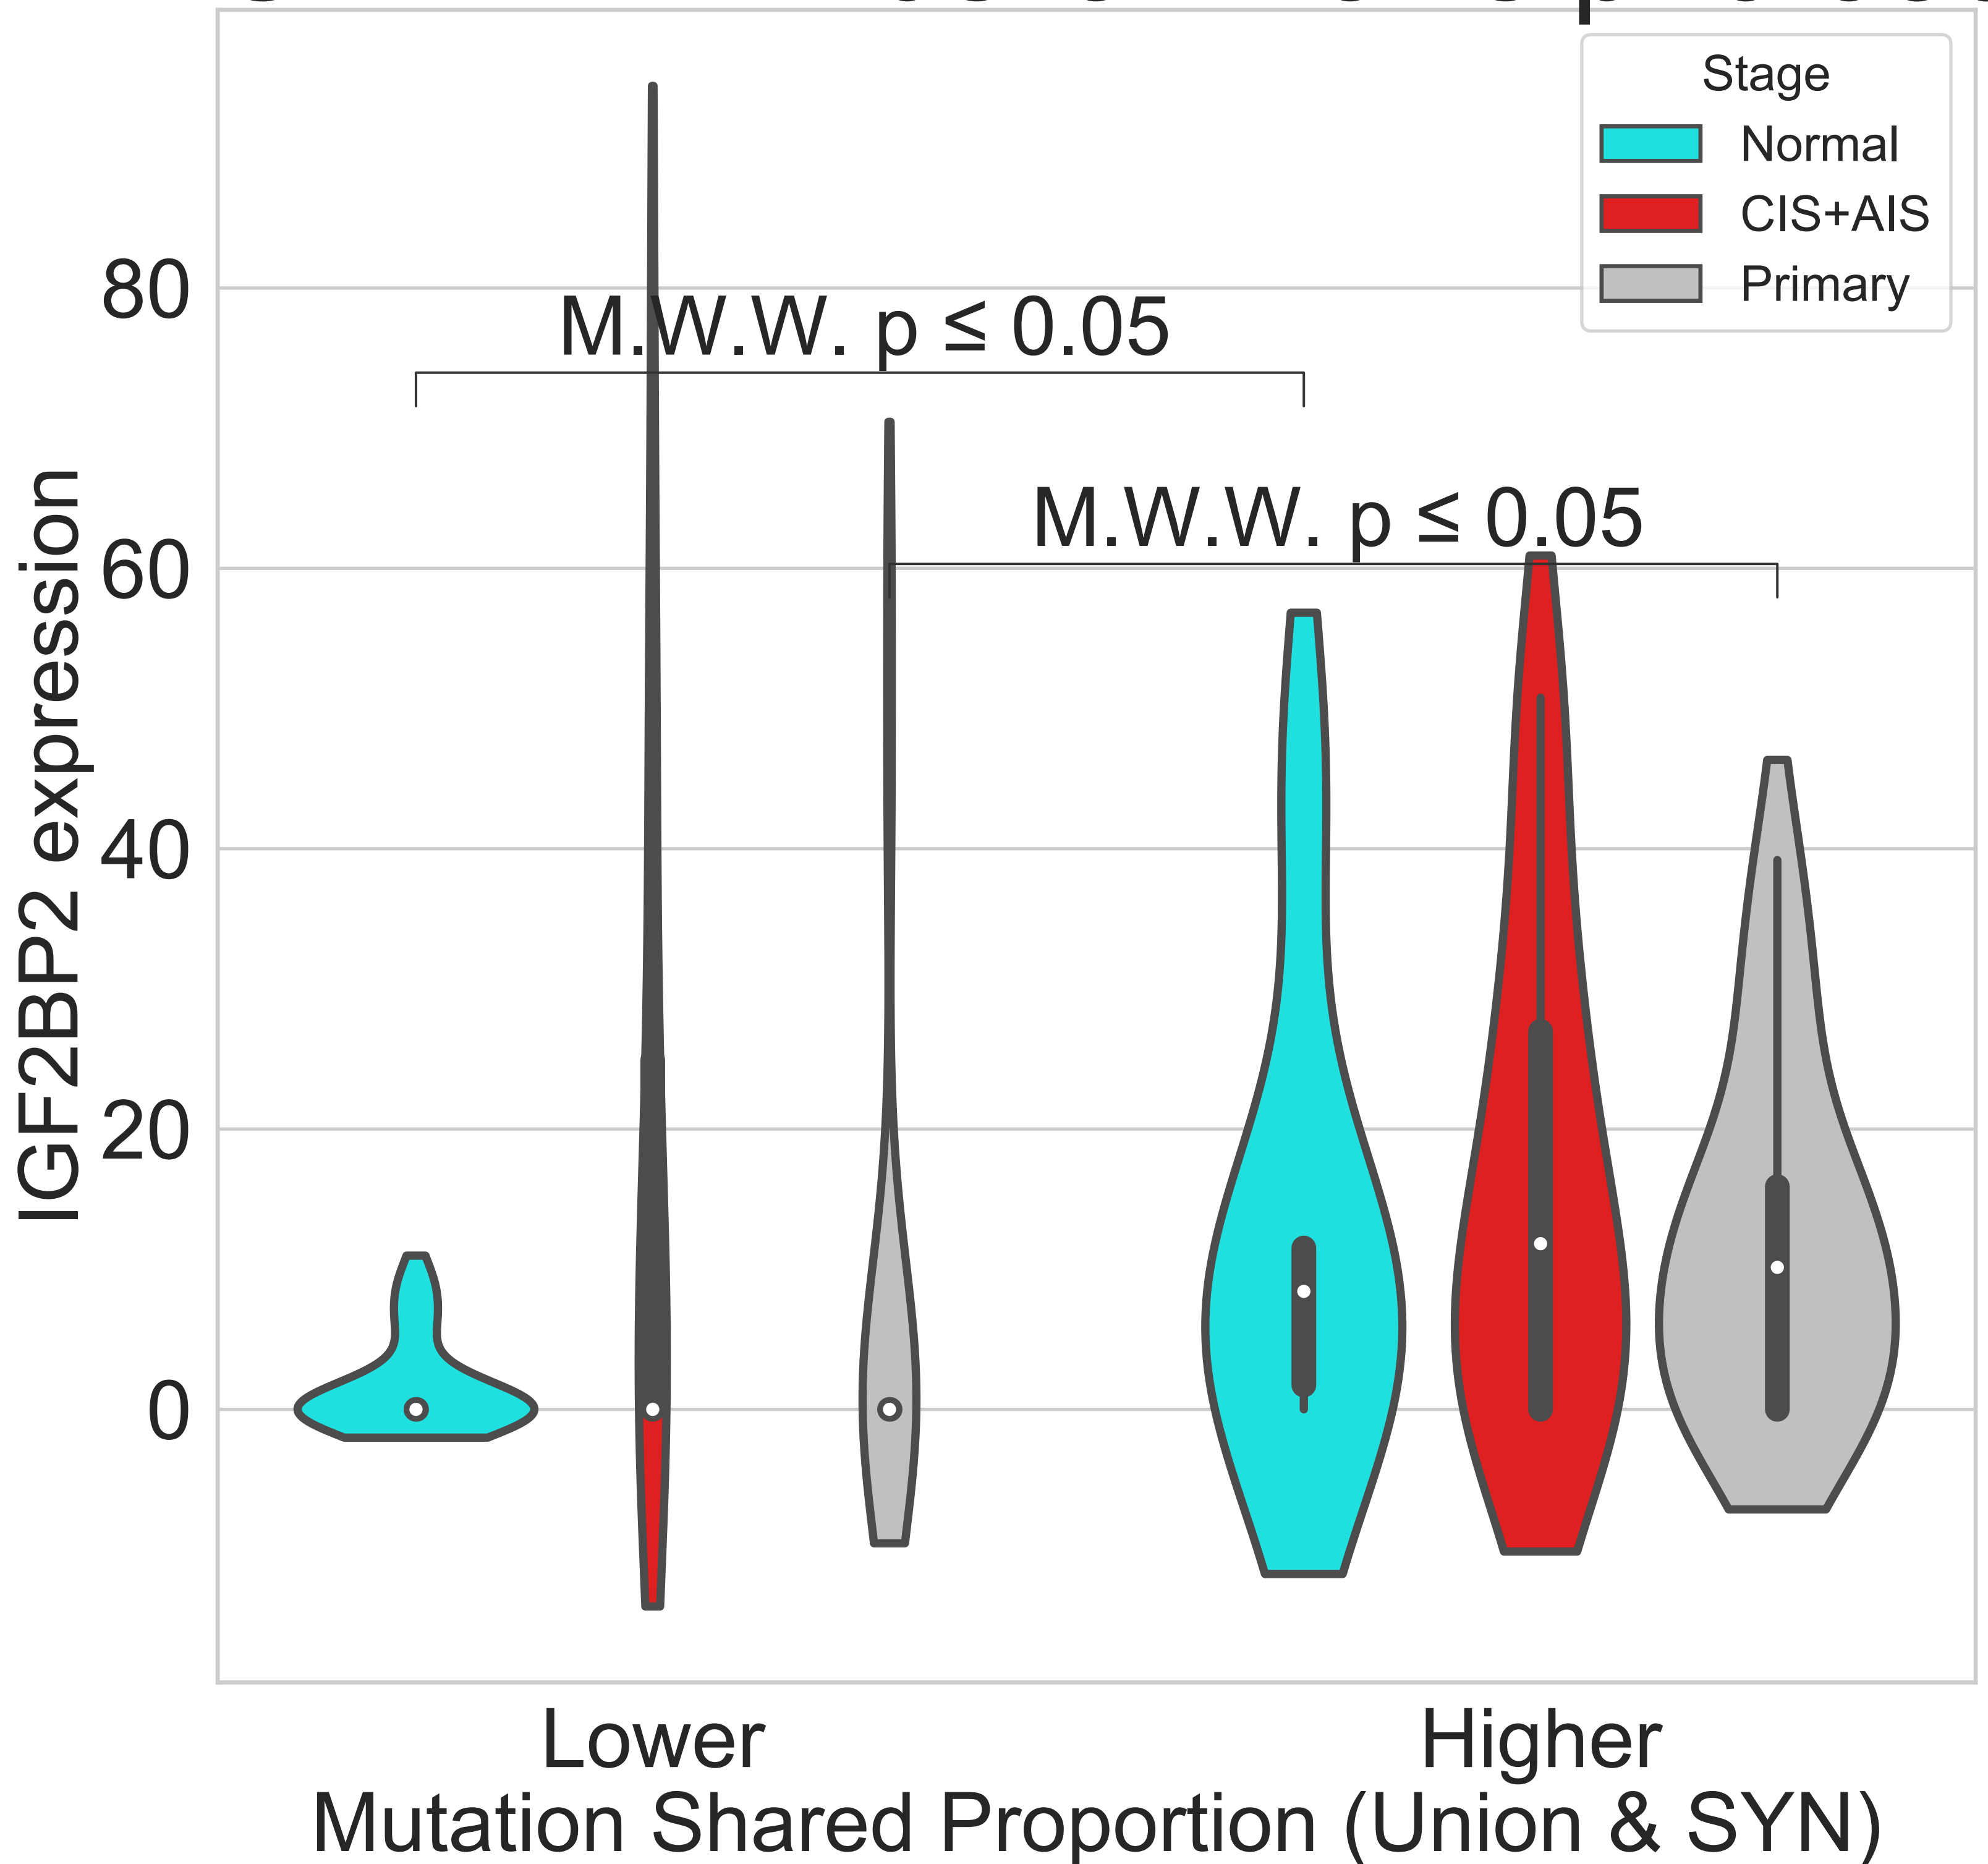 Stage
Normal
CIS+AIS
Primary
80
60
40
20
0
M.W.W. p ≤ 0.05
M.W.W. p ≤ 0.05
IGF2BP2 expression
Lower
Higher
Mutation Shared Proportion (Union & SYN)